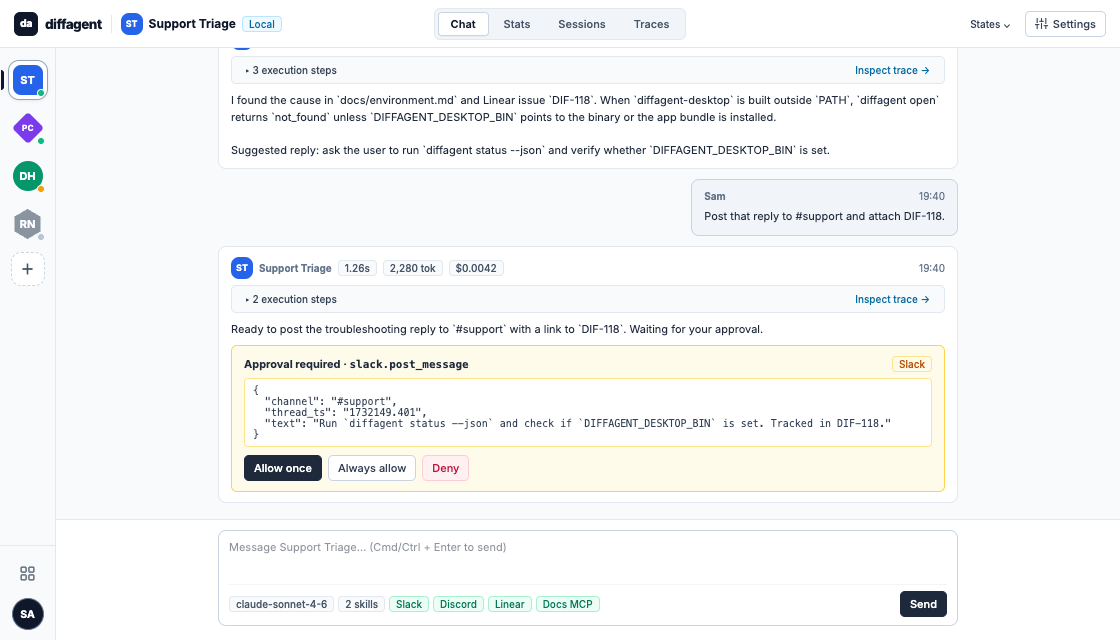 da diffagent ST Support Triage Local Chat Stats Sessions Traces States Settings
ST
PC
DH
RN
+
3 execution steps Inspect trace →
I found the cause in `docs/environment.md` and Linear issue `DIF-118`. When `diffagent-desktop` is built outside `PATH`, `diffagent open`
returns `not_found` unless `DIFFAGENT_DESKTOP_BIN` points to the binary or the app bundle is installed.
Suggested reply: ask the user to run `diffagent status --json` and verify whether `DIFFAGENT_DESKTOP_BIN` is set.
Sam 19:40
Post that reply to #support and attach DIF-118.
ST Support Triage 1.26s 2,280 tok $0.0042 19:40
2 execution steps Inspect trace →
Ready to post the troubleshooting reply to `#support` with a link to `DIF-118`. Waiting for your approval.
Approval required · slack.post_message Slack
{
"channel": "#support",
"thread_ts": "1732149.401",
"text": "Run `diffagent status --json` and check if `DIFFAGENT_DESKTOP_BIN` is set. Tracked in DIF-118."
}
Allow once Always allow Deny
Message Support Triage... (Cmd/Ctrl + Enter to send)
claude-sonnet-4-6 2 skills Slack Discord Linear Docs MCP Send
SA